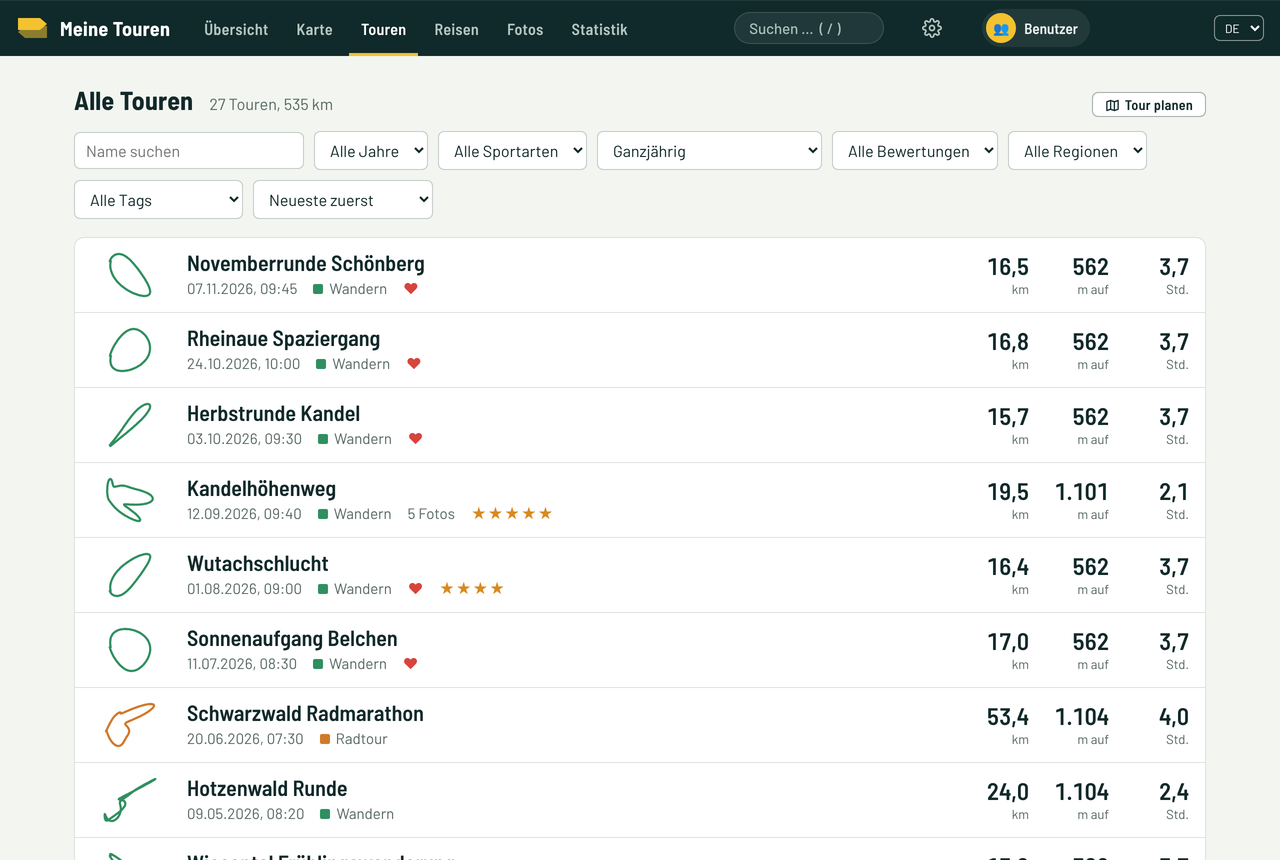 Meine Touren Übersicht Karte Touren Reisen Fotos Statistik Suchen … ( / ) Benutzer DE
Alle Touren 27 Touren, 535 km Tour planen
Name suchen Alle Jahre Alle Sportarten Ganzjährig Alle Bewertungen Alle Regionen
Alle Tags Neueste zuerst
Novemberrunde Schönberg 16,5 562 3,7
07.11.2026, 09:45 Wandern km m auf Std.
Rheinaue Spaziergang 16,8 562 3,7
24.10.2026, 10:00 Wandern km m auf Std.
Herbstrunde Kandel 15,7 562 3,7
03.10.2026, 09:30 Wandern km m auf Std.
Kandelhöhenweg 19,5 1.101 2,1
12.09.2026, 09:40 Wandern 5 Fotos ★★★★★ km m auf Std.
Wutachschlucht 16,4 562 3,7
01.08.2026, 09:00 Wandern ★★★★ km m auf Std.
Sonnenaufgang Belchen 17,0 562 3,7
11.07.2026, 08:30 Wandern km m auf Std.
Schwarzwald Radmarathon 53,4 1.104 4,0
20.06.2026, 07:30 Radtour km m auf Std.
Hotzenwald Runde 24,0 1.104 2,4
09.05.2026, 08:20 Wandern km m auf Std.